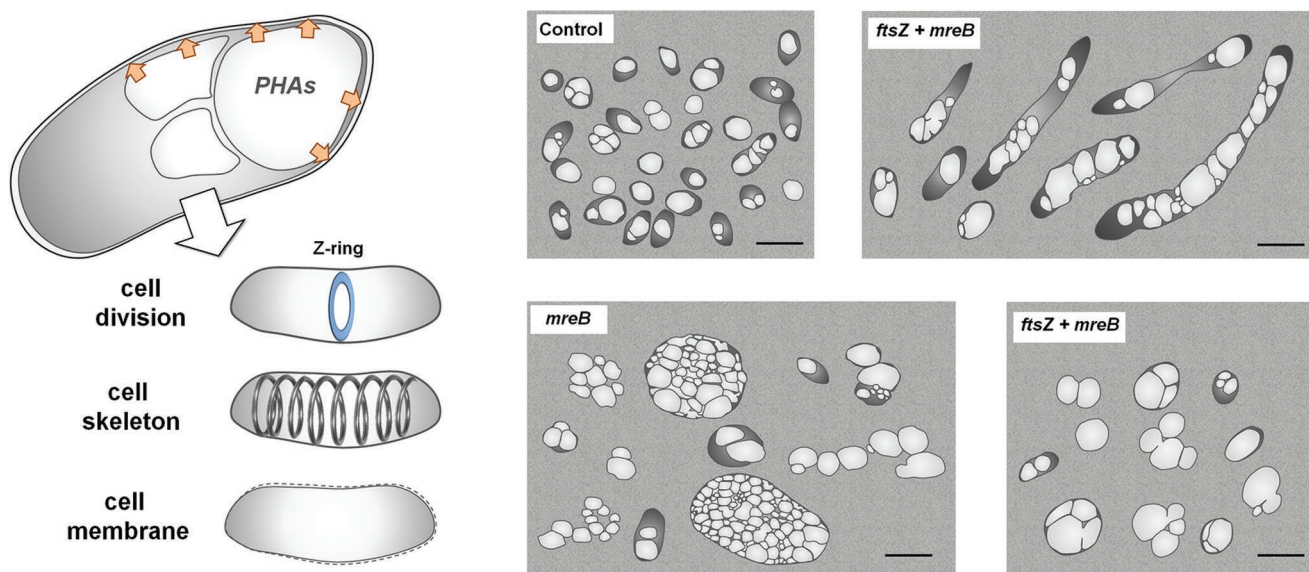 PHAs
Z-ring
cell
division
cell
skeleton
cell
membrane
Control
ftsZ + mreB
mreB
ftsZ + mreB